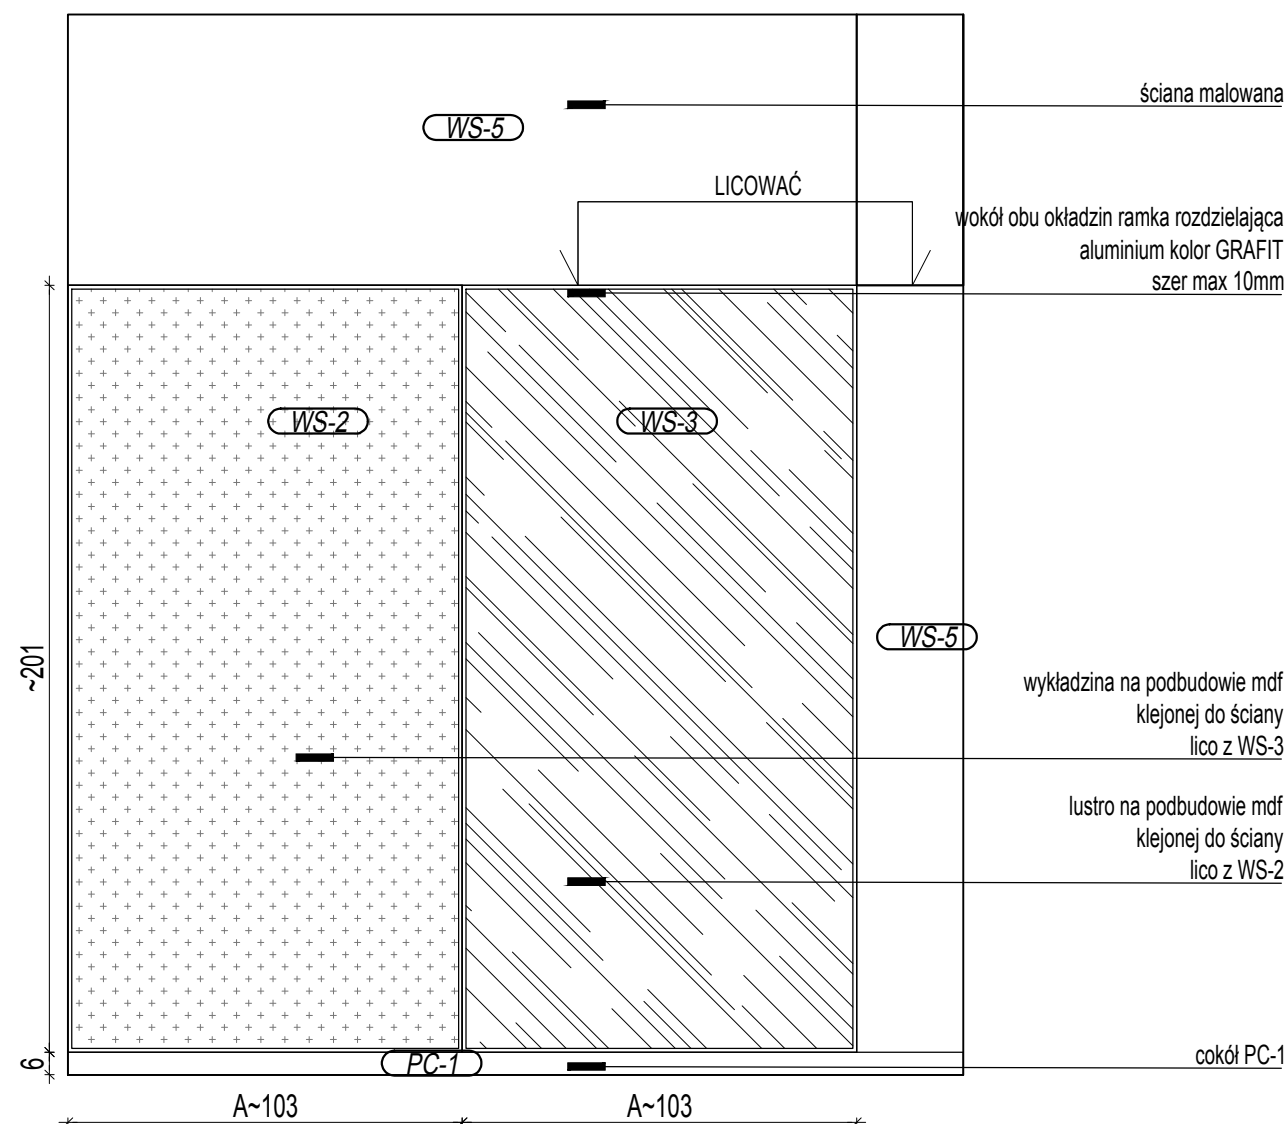 ściana malowana
WS-5
LICOWAĆ
wokół obu okładzin ramka rozdzielająca
aluminium kolor GRAFIT
szer max 10mm
WS-2
WS-3
WS-5
~201
wykładzina na podbudowie mdf
klejonej do ściany
lico z WS-3
lustro na podbudowie mdf
klejonej do ściany
lico z WS-2
6
PC-1
cokół PC-1
A~103
A~103